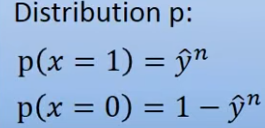 Distribution p:
p(x = 1) = ŷⁿ
p(x = 0) = 1 − ŷⁿ